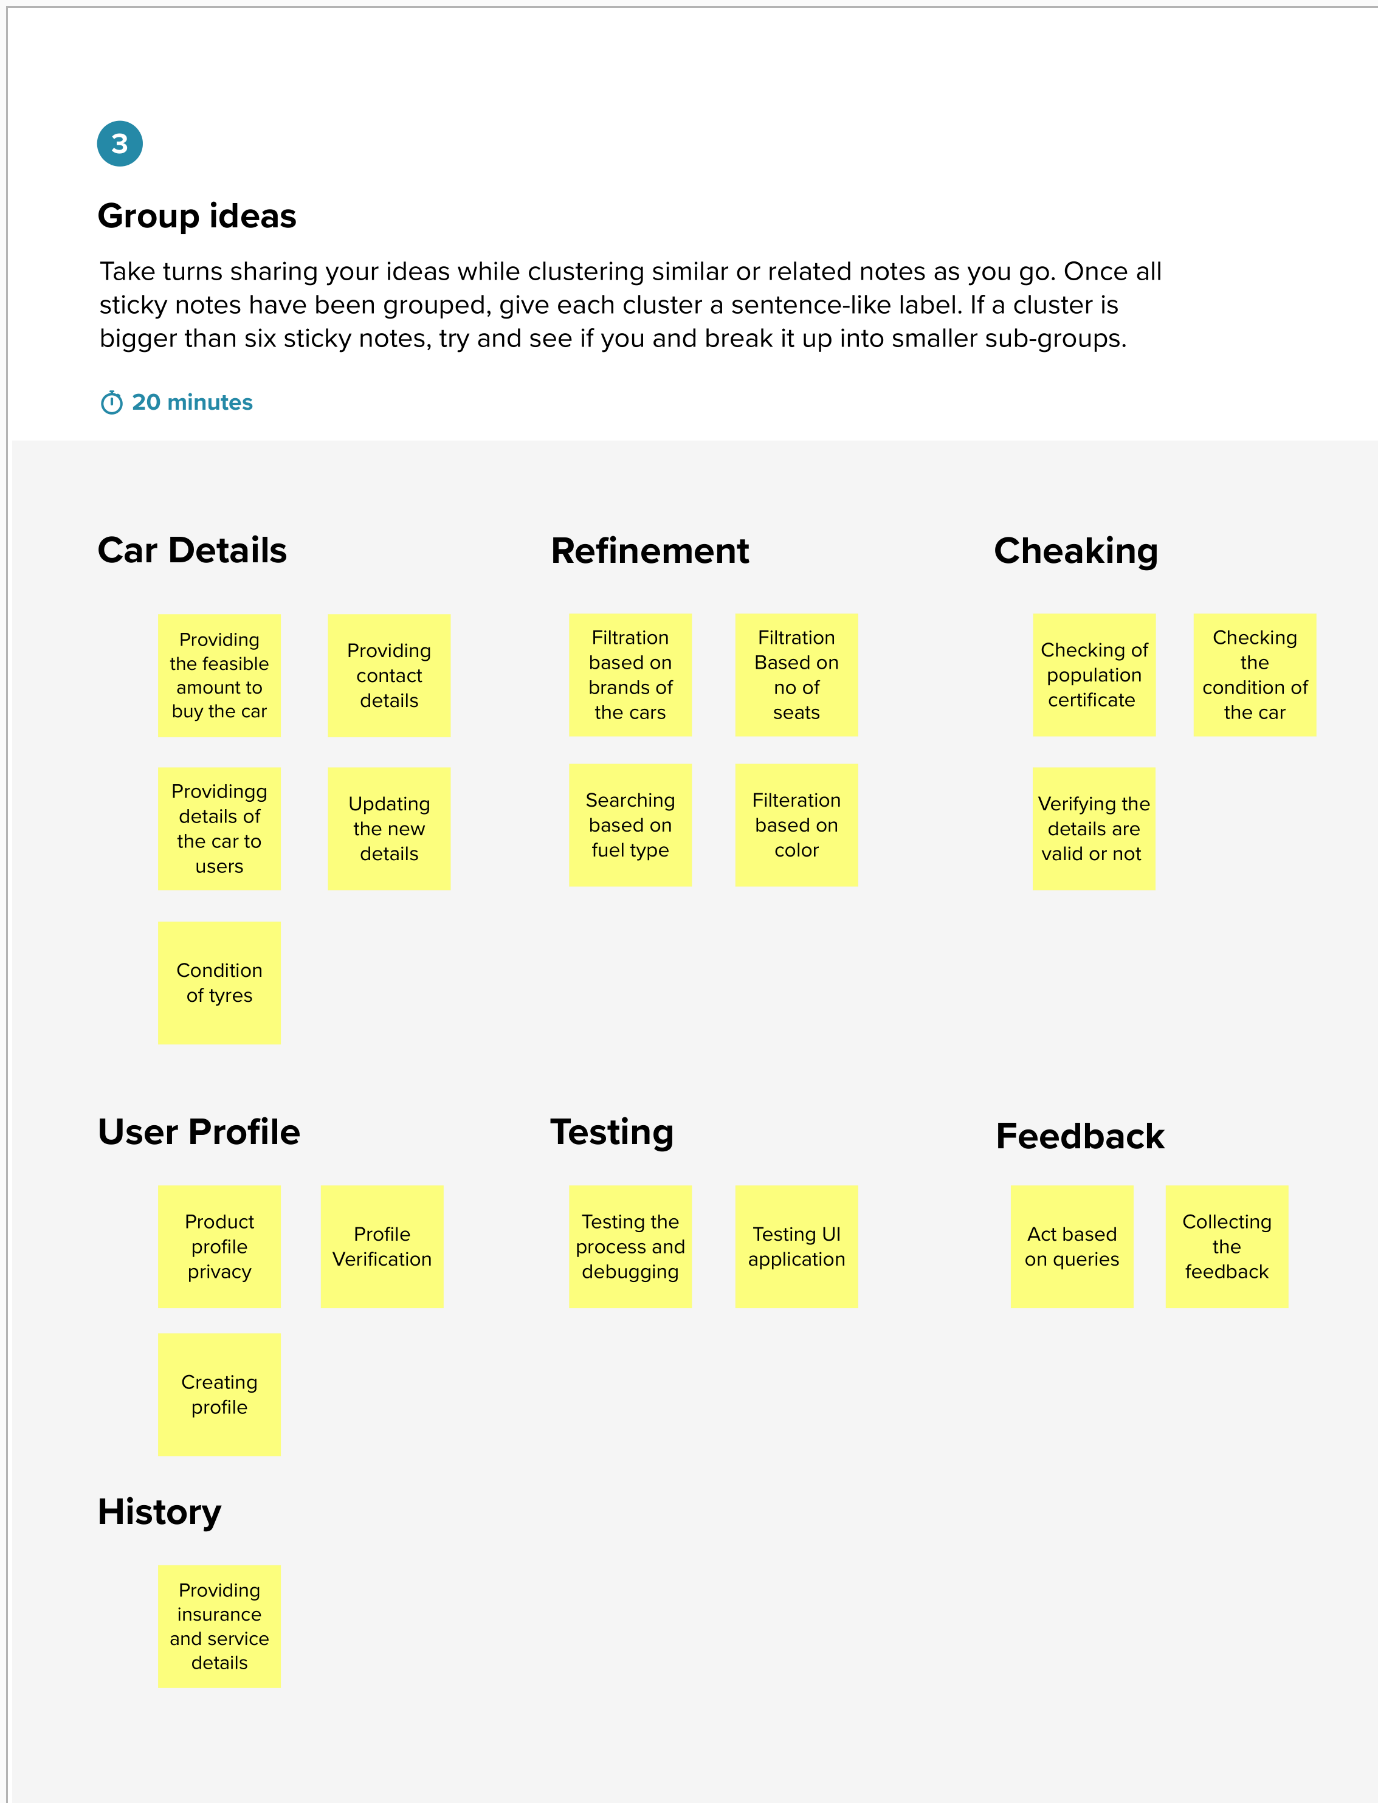 3
Group ideas
Take turns sharing your ideas while clustering similar or related notes as you go. Once all
sticky notes have been grouped, give each cluster a sentence-like label. If a cluster is
bigger than six sticky notes, try and see if you and break it up into smaller sub-groups.
20 minutes
Car Details
Providing
the feasible
amount to
buy the car
Providing
contact
details
Providingg
details of
the car to
users
Updating
the new
details
Condition
of tyres
Refinement
Filtration
based on
brands of
the cars
Filtration
Based on
no of
seats
Searching
based on
fuel type
Filteration
based on
color
Cheaking
Checking of
population
certificate
Checking
the
condition of
the car
Verifying the
details are
valid or not
User Profile
Product
profile
privacy
Profile
Verification
Creating
profile
Testing
Testing the
process and
debugging
Testing UI
application
Feedback
Act based
on queries
Collecting
the
feedback
History
Providing
insurance
and service
details